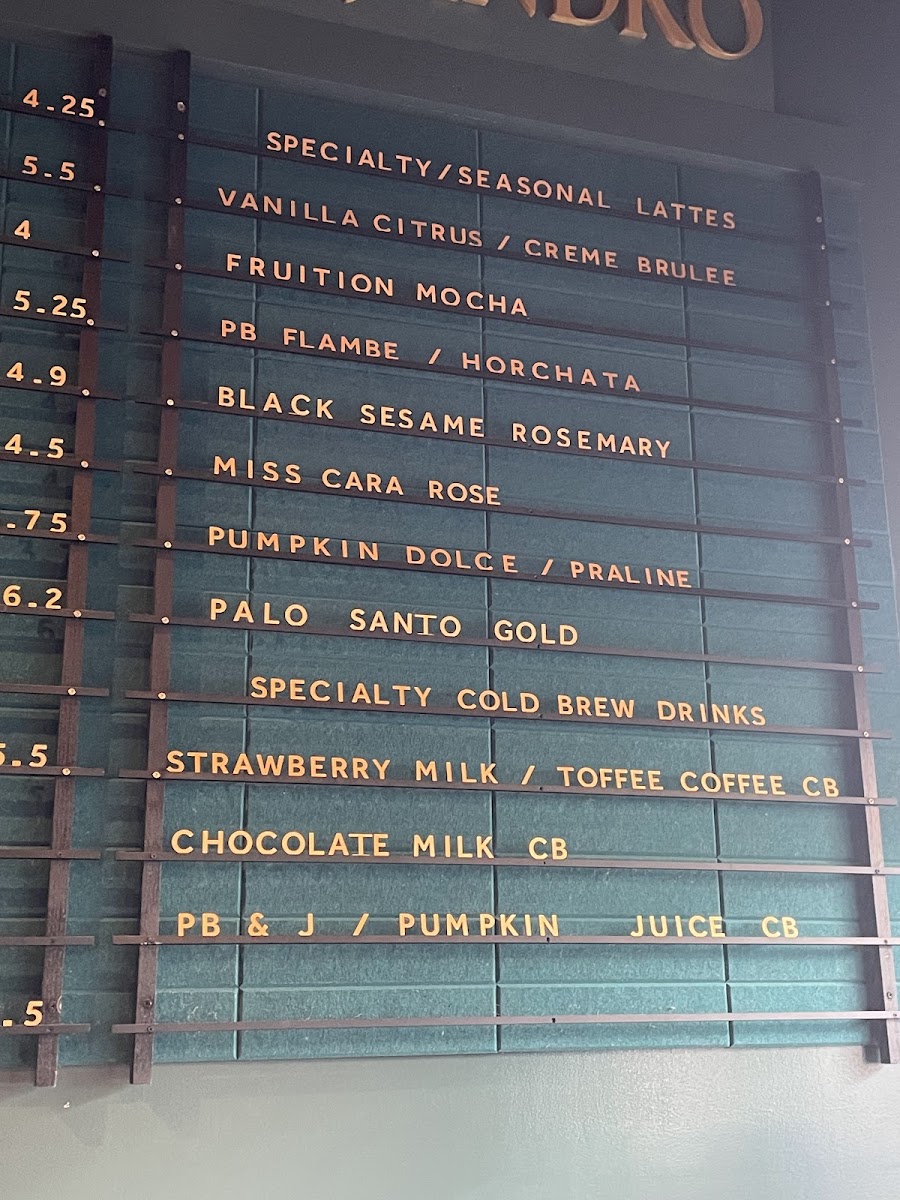 4.25
SPECIALTY/SEASONAL LATTES
5.5
VANILLA CITRUS / CREME BRULEE
4
FRUITION MOCHA
5.25
PB FLAMBE / HORCHATA
4.9
BLACK SESAME ROSEMARY
4.5
MISS CARA ROSE
.75
PUMPKIN DOLCE / PRALINE
6.2
PALO SANTO GOLD
SPECIALTY COLD BREW DRINKS
5.5
STRAWBERRY MILK / TOFFEE COFFEE CB
CHOCOLATE MILK CB
PB & J / PUMPKIN JUICE CB
.5